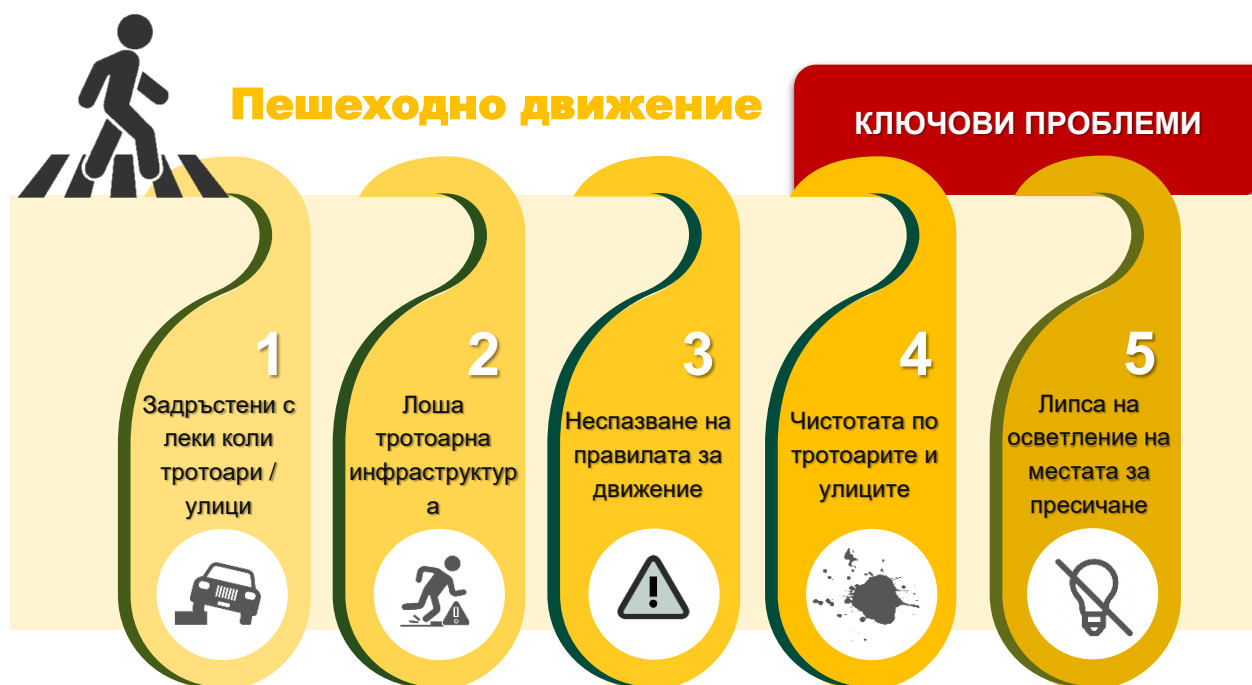 Пешеходно движение
КЛЮЧОВИ ПРОБЛЕМИ
1
Задръстени с
леки коли
тротоари /
улици
2
Лоша
тротоарна
инфраструктур
а
3
Неспазване на
правилата за
движение
4
Чистотата по
тротоарите и
улиците
5
Липса на
осветление на
местата за
пресичане